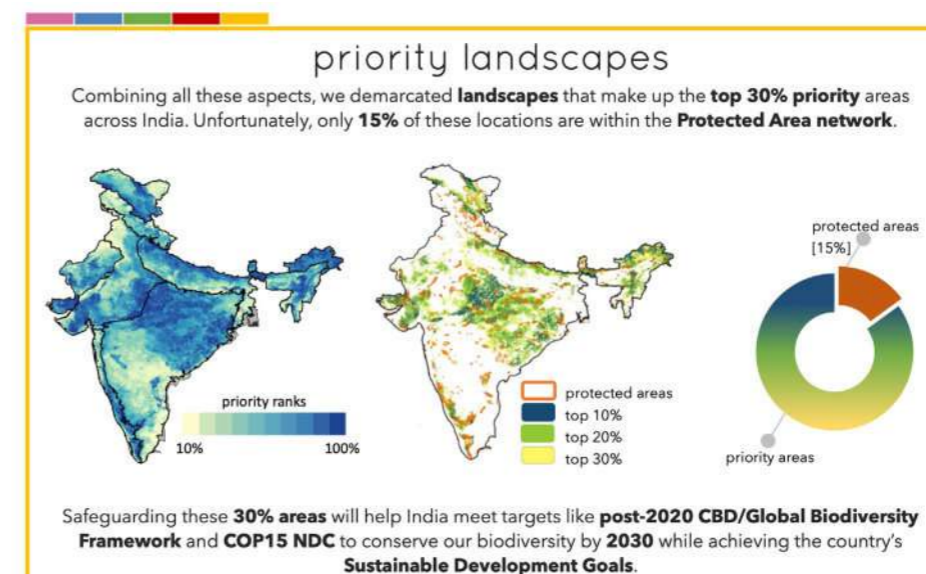 priority landscapes
Combining all these aspects, we demarcated landscapes that make up the top 30% priority areas
across India. Unfortunately, only 15% of these locations are within the Protected Area network.
priority ranks
10%
100%
protected areas
top 10%
top 20%
top 30%
protected areas
[15%]
priority areas
Safeguarding these 30% areas will help India meet targets like post-2020 CBD/Global Biodiversity
Framework and COP15 NDC to conserve our biodiversity by 2030 while achieving the country's
Sustainable Development Goals.